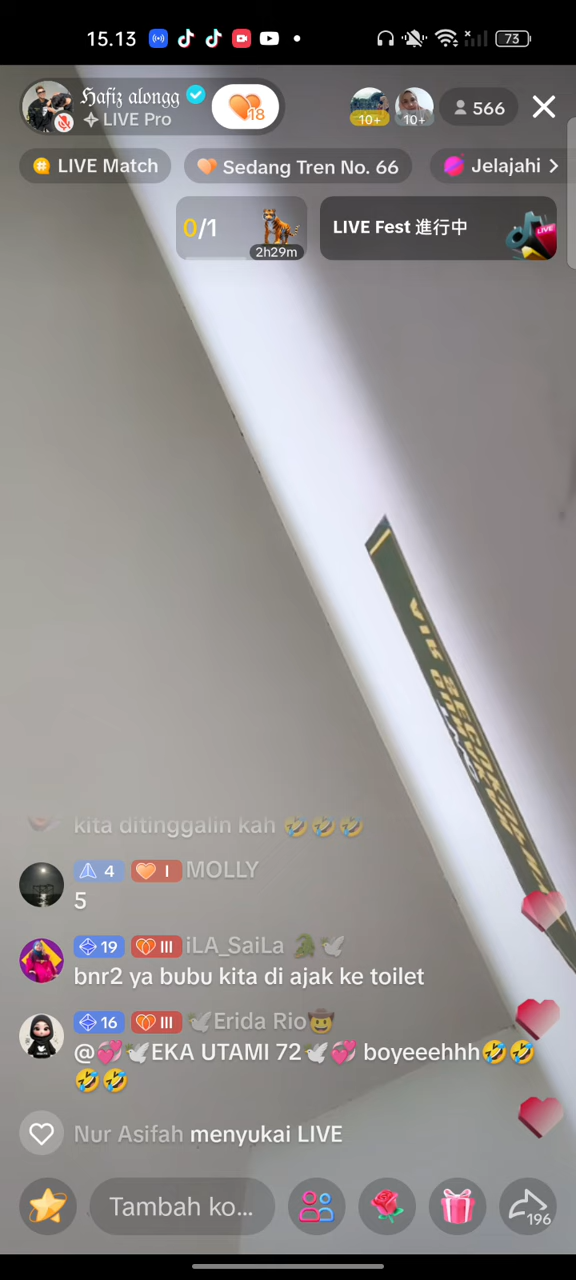 15.13
73
Hafiz alongg
LIVE Pro
18
10+
10+
566
LIVE Match
Sedang Tren No. 66
Jelajahi >
0/1
2h29m
LIVE Fest 進行中
LIVE
kita ditinggalin kah 🤣🤣🤣
4 I MOLLY
5
19 III iLA_SaiLa 🐊🕊️
bnr2 ya bubu kita di ajak ke toilet
16 III 🕊️Erida Rio🤠
@💞🕊️EKA UTAMI 72🕊️💞 boyeeehhh🤣🤣
🤣🤣
Nur Asifah menyukai LIVE
Tambah ko...
196